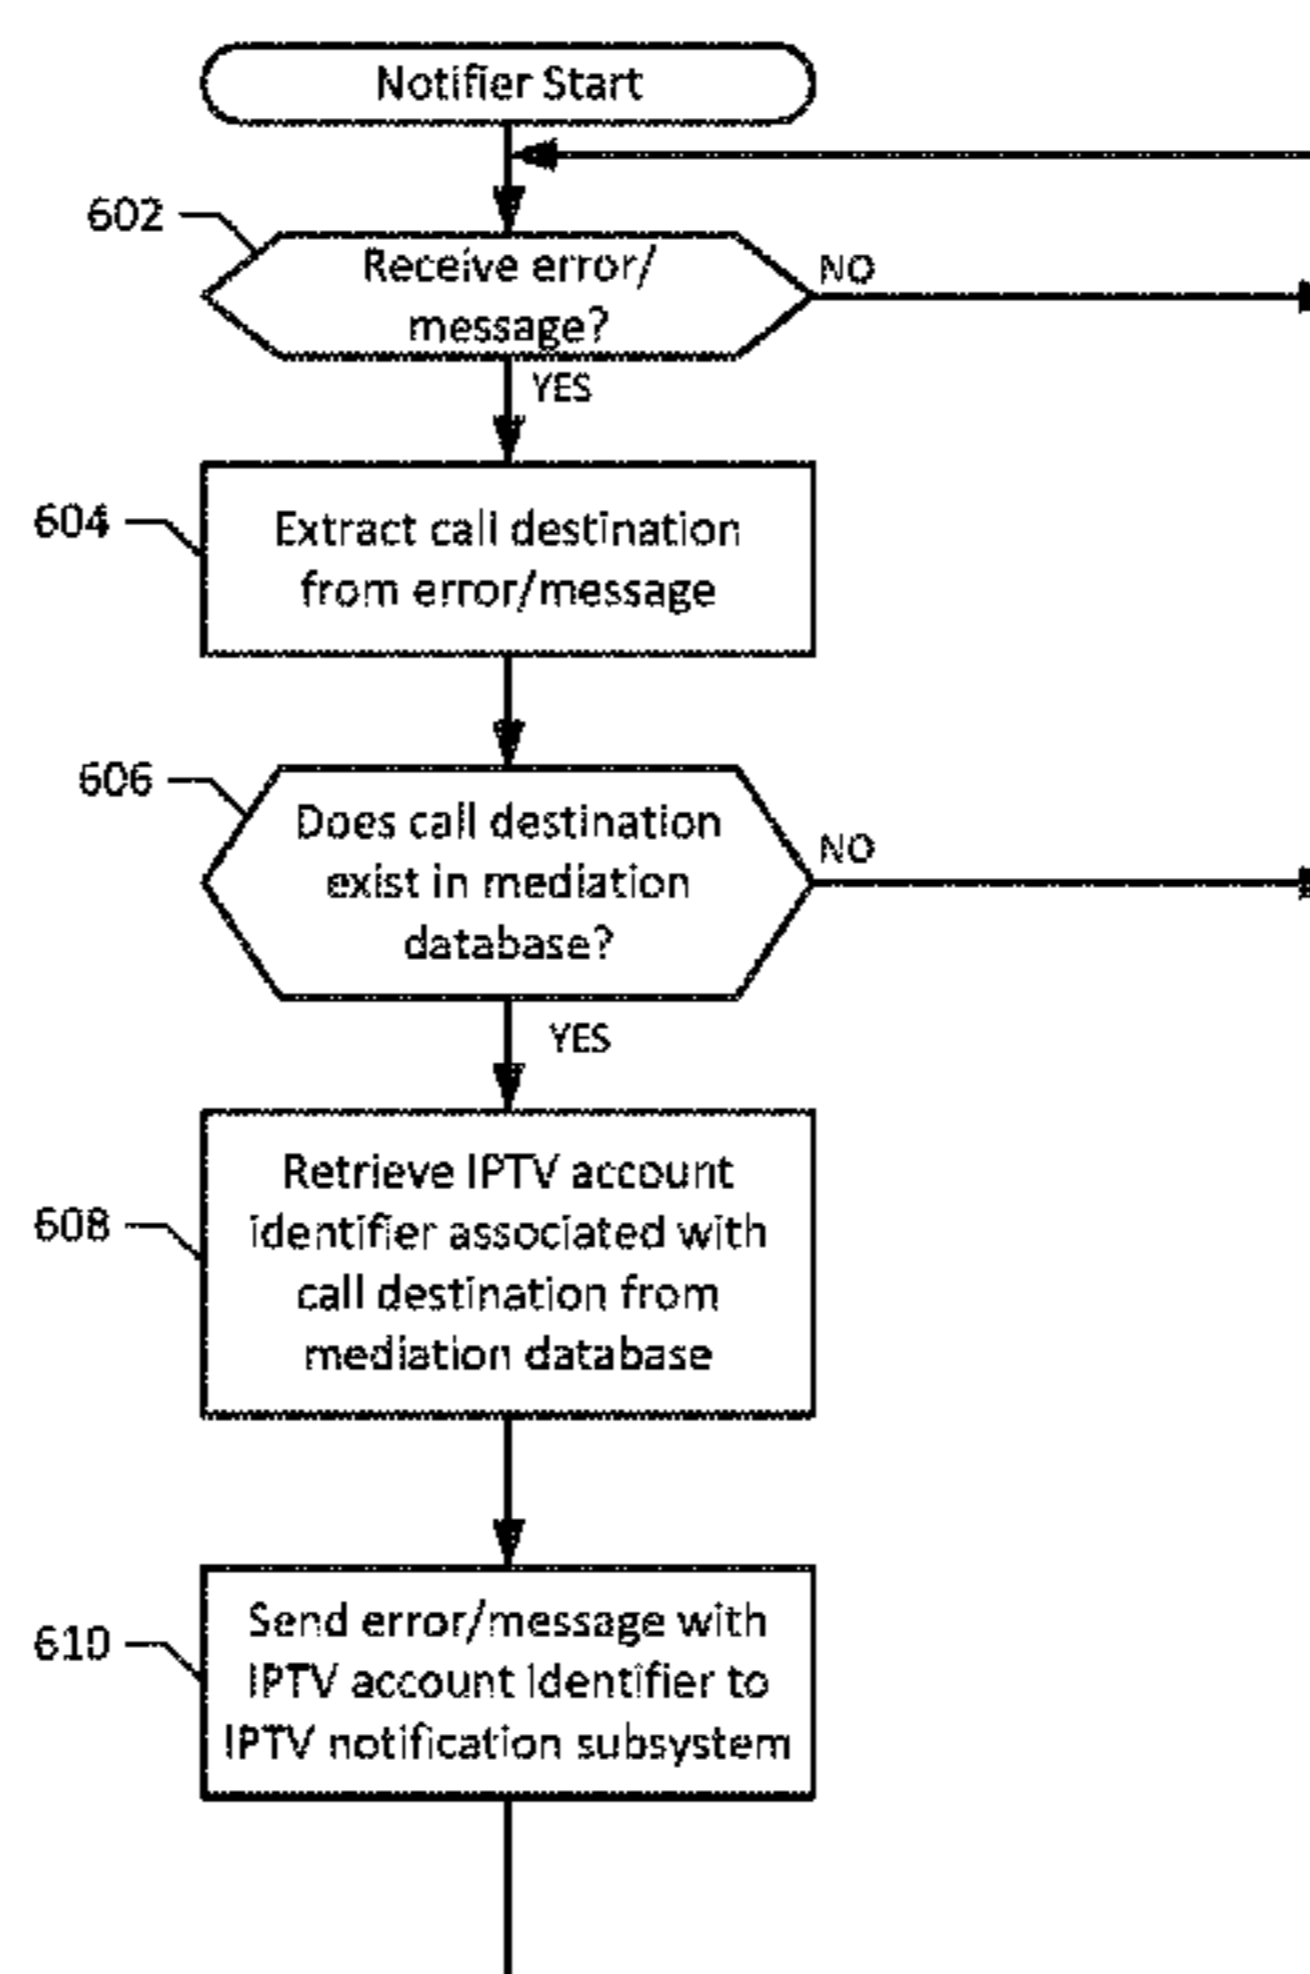 Notifier Start
602
Receive error/
message?
NO
YES
604
Extract call destination
from error/message
606
Does call destination
exist in mediation
database?
NO
YES
608
Retrieve IPTV account
identifier associated with
call destination from
mediation database
610
Send error/message with
IPTV account identifier to
IPTV notification subsystem